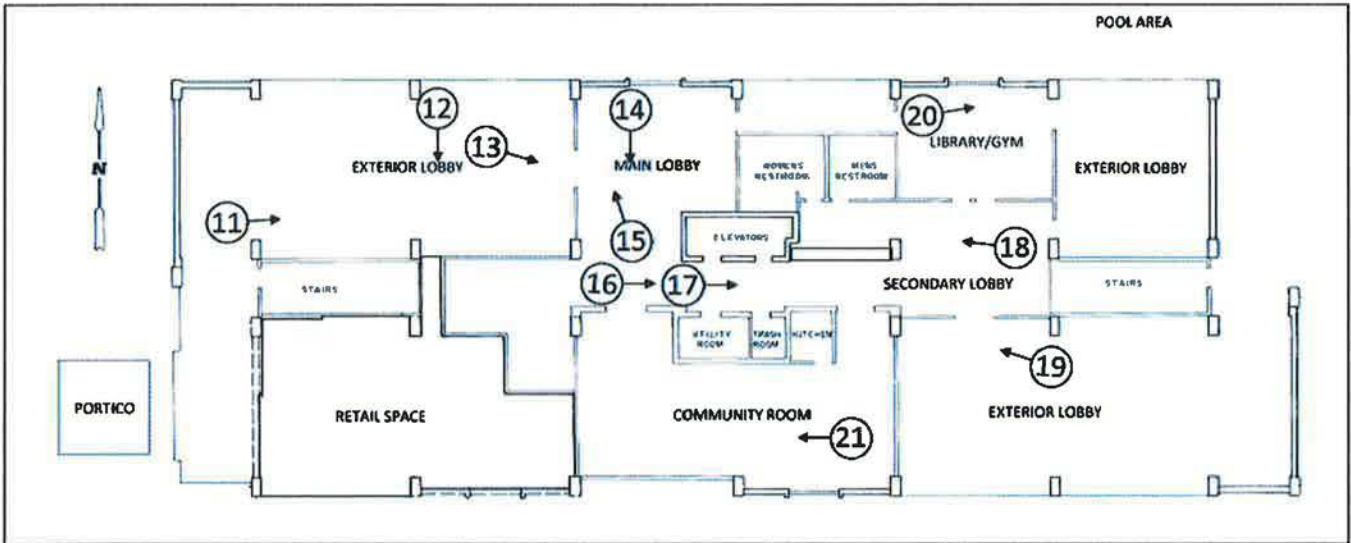 POOL AREA
12
14
20
N
EXTERIOR LOBBY
13
MAIN LOBBY
WOMENS
RESTROOM
MENS
RESTROOM
LIBRARY/GYM
EXTERIOR LOBBY
11
15
ELEVATORS
18
STAIRS
16
17
SECONDARY LOBBY
STAIRS
UTILITY
ROOM
TRASH
ROOM
KITCHEN
19
PORTICO
RETAIL SPACE
COMMUNITY ROOM
EXTERIOR LOBBY
21